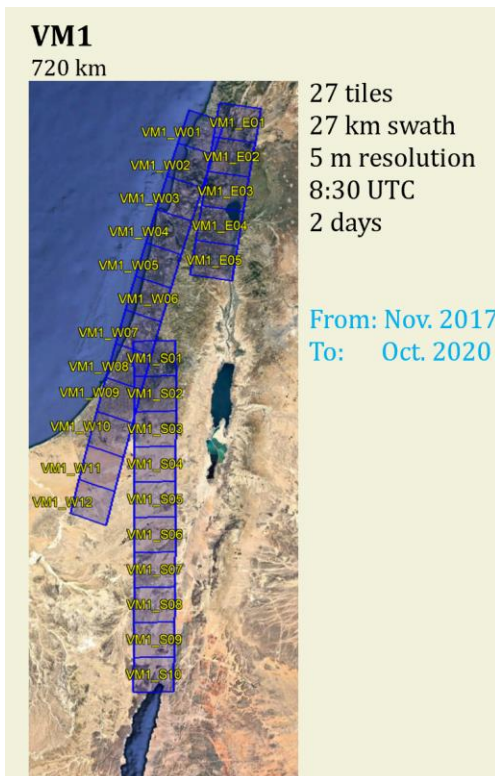 VM1
720 km
27 tiles
27 km swath
5 m resolution
8:30 UTC
2 days
From: Nov. 2017
To: Oct. 2020
VM1_E01
VM1_W01
VM1_E02
VM1_W02
VM1_E03
VM1_W03
VM1_E04
VM1_W04
VM1_E05
VM1_W05
VM1_W06
VM1_W07
VM1_S01
VM1_W08
VM1_S02
VM1_W09
VM1_S03
VM1_W10
VM1_S04
VM1_W11
VM1_S05
VM1_W12
VM1_S06
VM1_S07
VM1_S08
VM1_S09
VM1_S10